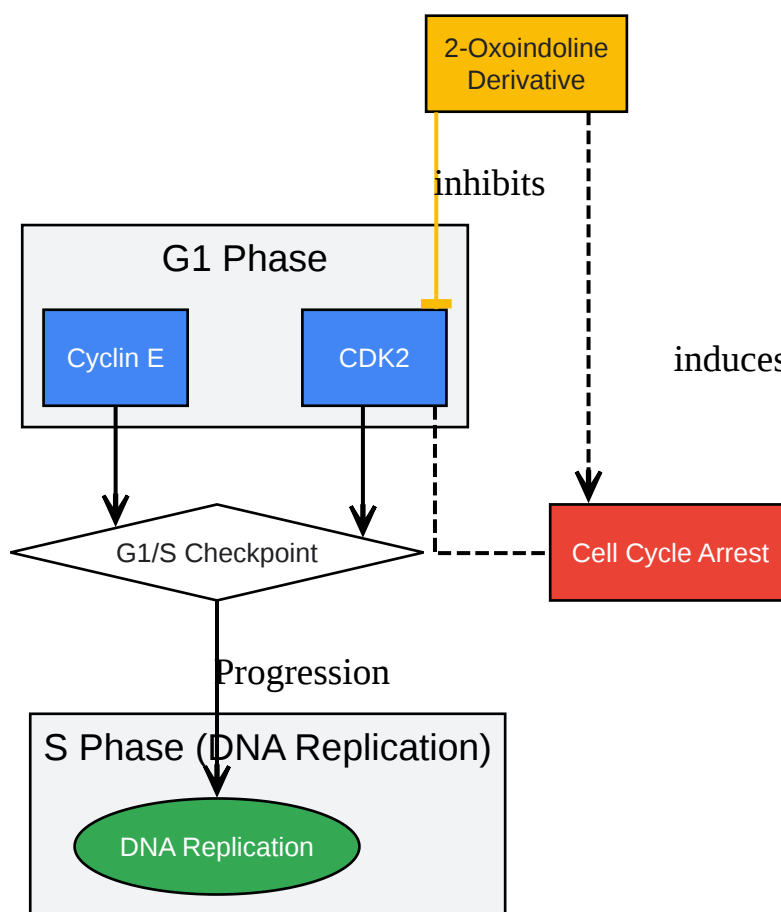 2-Oxoindoline
Derivative
inhibits
G1 Phase
Cyclin E
CDK2
induces
G1/S Checkpoint
Cell Cycle Arrest
Progression
S Phase (DNA Replication)
DNA Replication